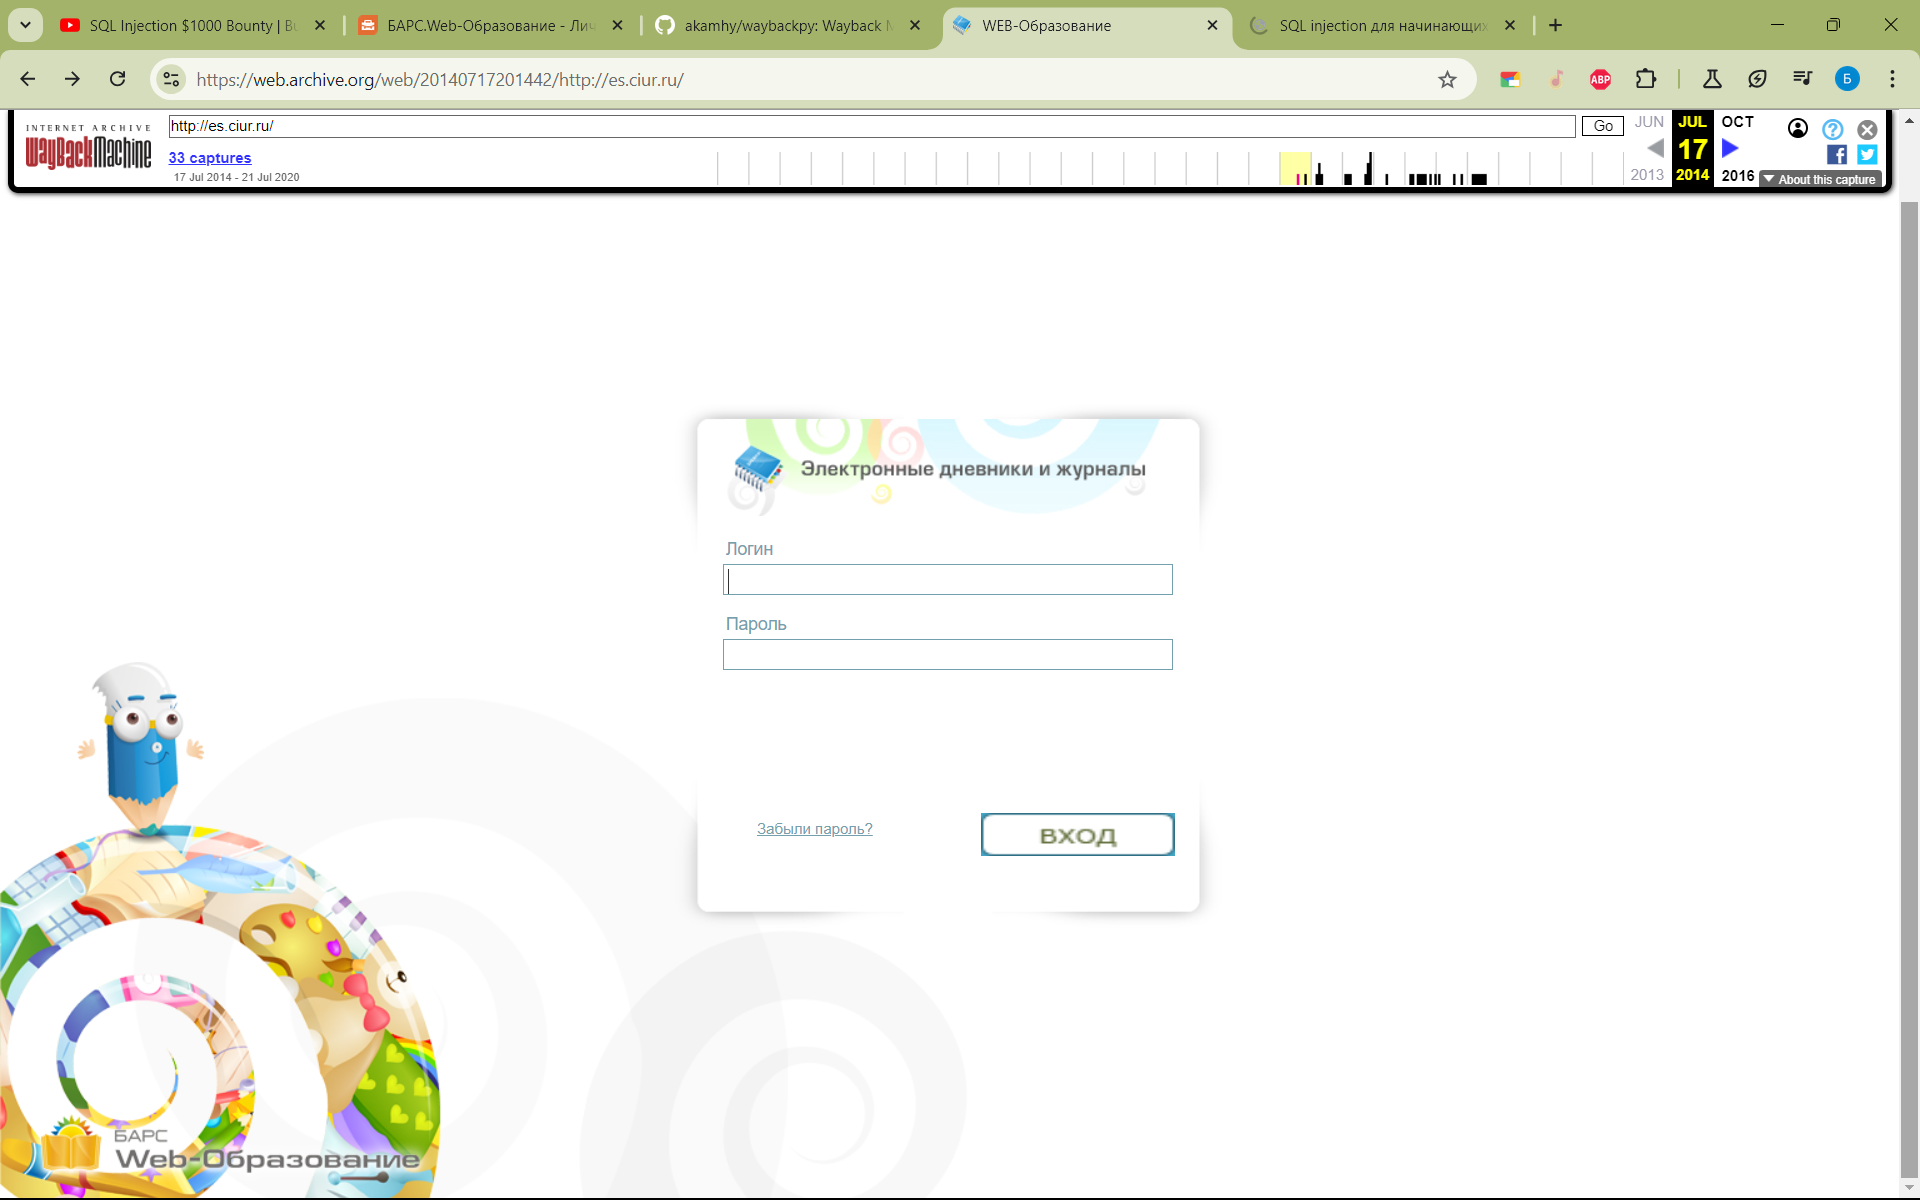 SQL Injection $1000 Bounty | Bu
БАРС.Web-Образование - Лич
akamhy/waybackpy: Wayback M
WEB-Образование
SQL injection для начинающих
https://web.archive.org/web/20140717201442/http://es.ciur.ru/
ABP
Б
INTERNET ARCHIVE
WayBackMachine
http://es.ciur.ru/
Go
JUN
JUL
OCT
33 captures
17
17 Jul 2014 - 21 Jul 2020
2013
2014
2016
About this capture
Электронные дневники и журналы
Логин
Пароль
Забыли пароль?
ВХОД
БАРС
Web-Образование